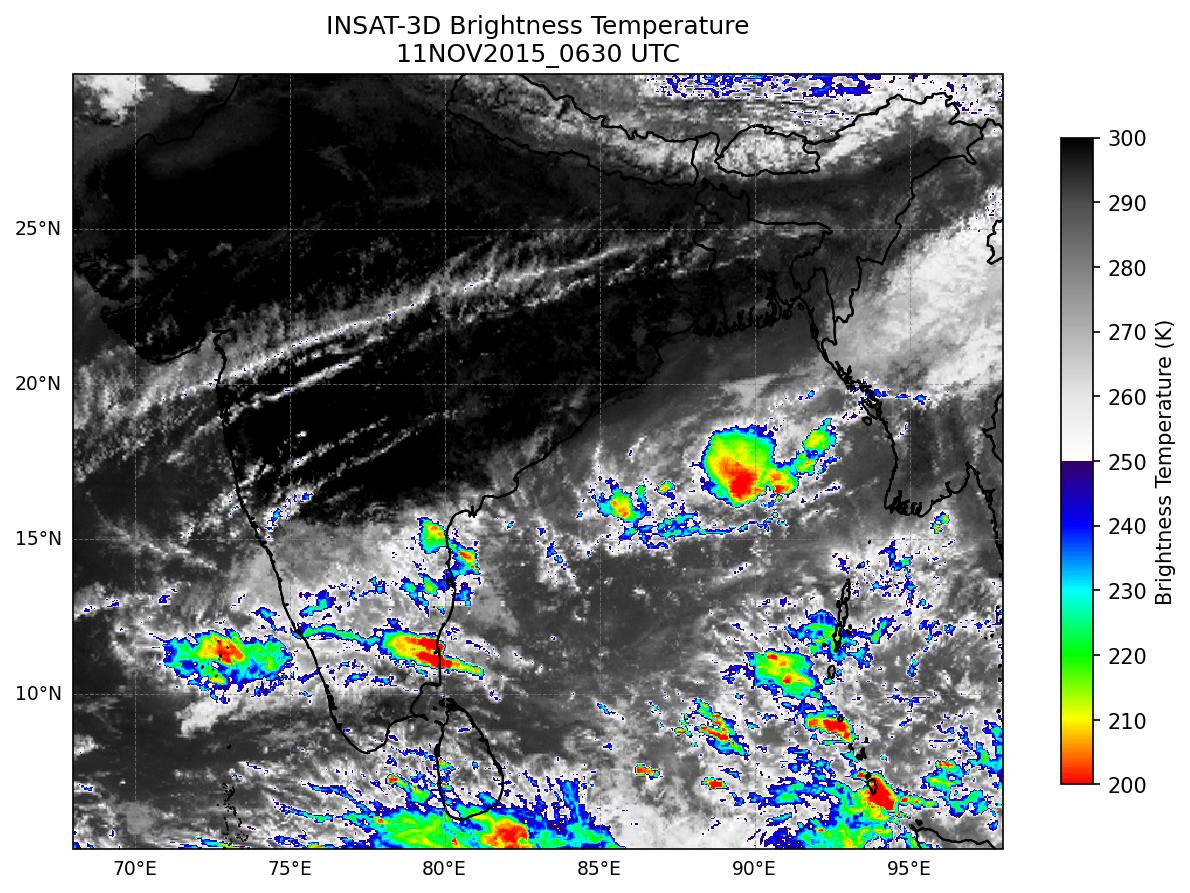 INSAT-3D Brightness Temperature
11NOV2015_0630 UTC
25°N
20°N
15°N
10°N
70°E
75°E
80°E
85°E
90°E
95°E
300
290
280
270
260
250
240
230
220
210
200
Brightness Temperature (K)